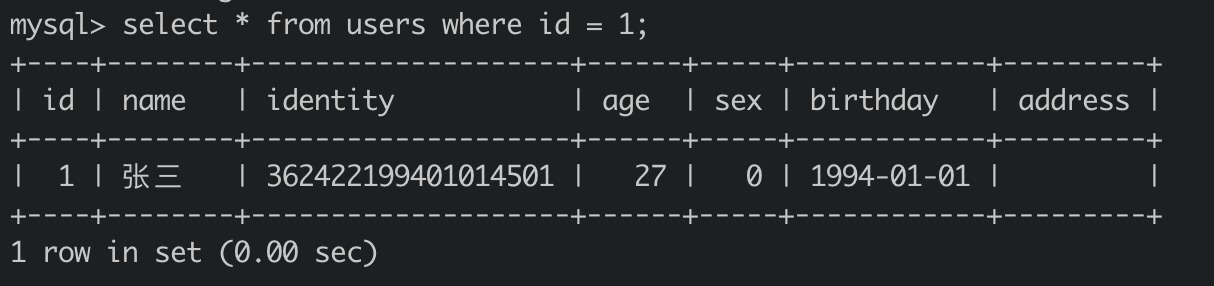 mysql> select * from users where id = 1;
+----+--------+--------------------+------+-----+------------+---------+
| id | name   | identity           | age  | sex | birthday   | address |
+----+--------+--------------------+------+-----+------------+---------+
|  1 | 张三   | 362422199401014501 |   27 |   0 | 1994-01-01 |         |
+----+--------+--------------------+------+-----+------------+---------+
1 row in set (0.00 sec)